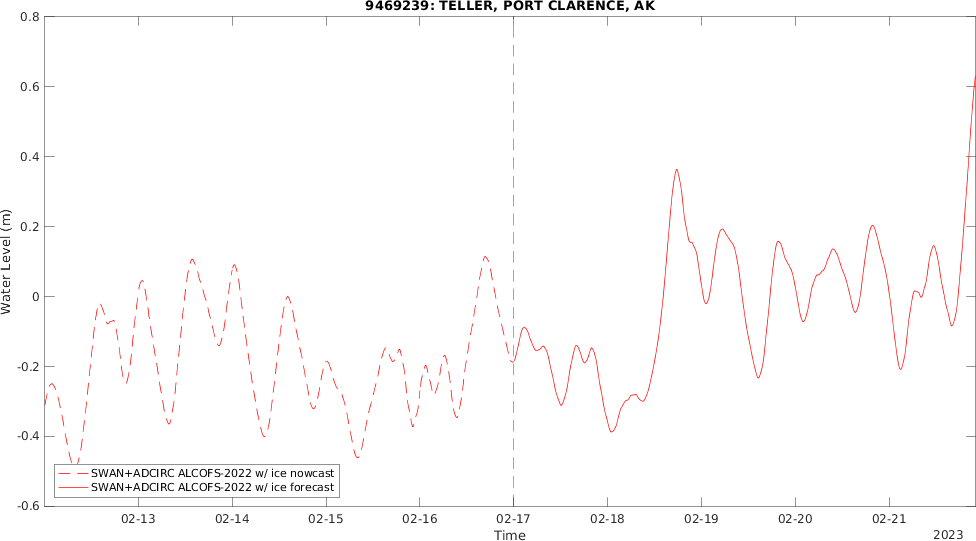 9469239: TELLER, PORT CLARENCE, AK
Water Level (m)
0.8
0.6
0.4
0.2
0
-0.2
-0.4
-0.6
SWAN+ADCIRC ALCOFS-2022 w/ ice nowcast
SWAN+ADCIRC ALCOFS-2022 w/ ice forecast
02-13 02-14 02-15 02-16 02-17 02-18 02-19 02-20 02-21
Time
2023